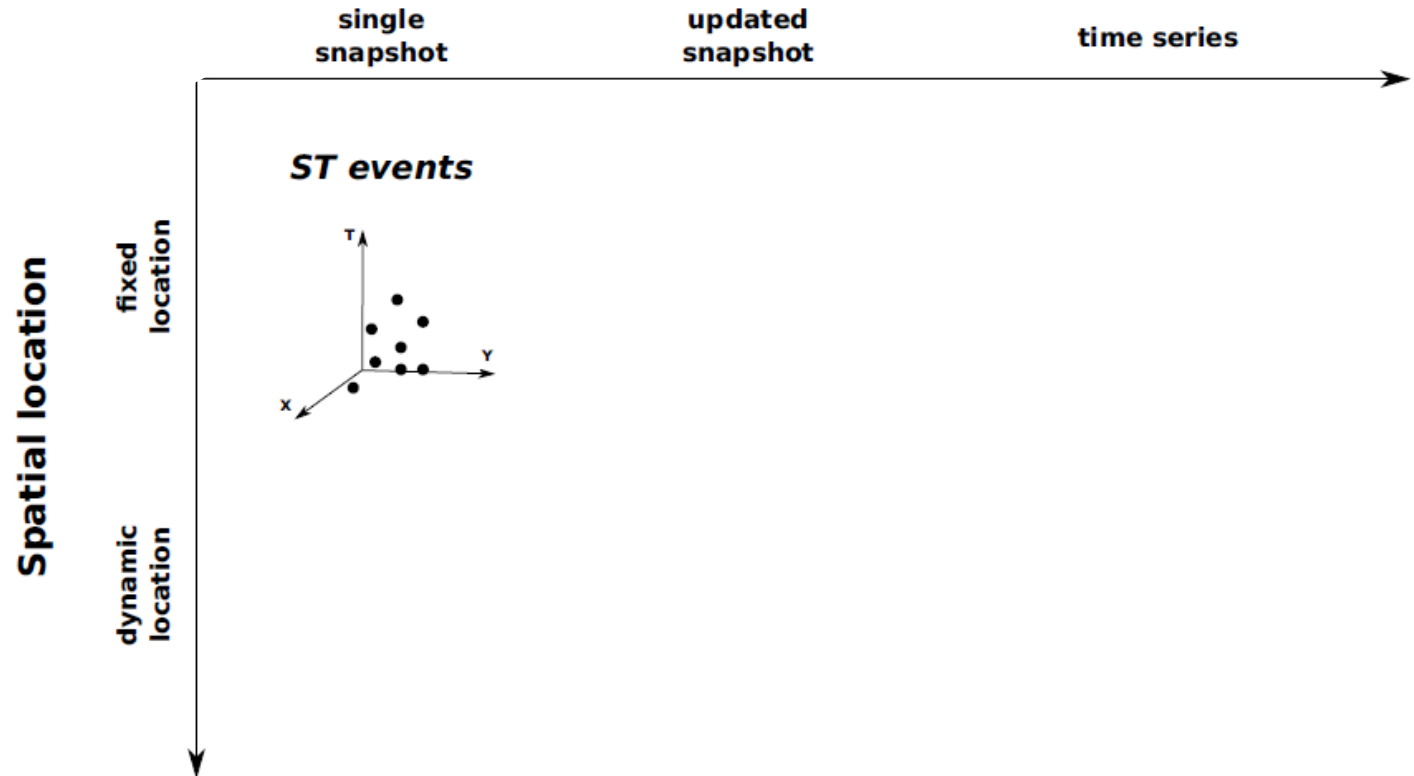 single
snapshot
updated
snapshot
time series
ST events
Spatial location
fixed
location
dynamic
location
T
Y
X